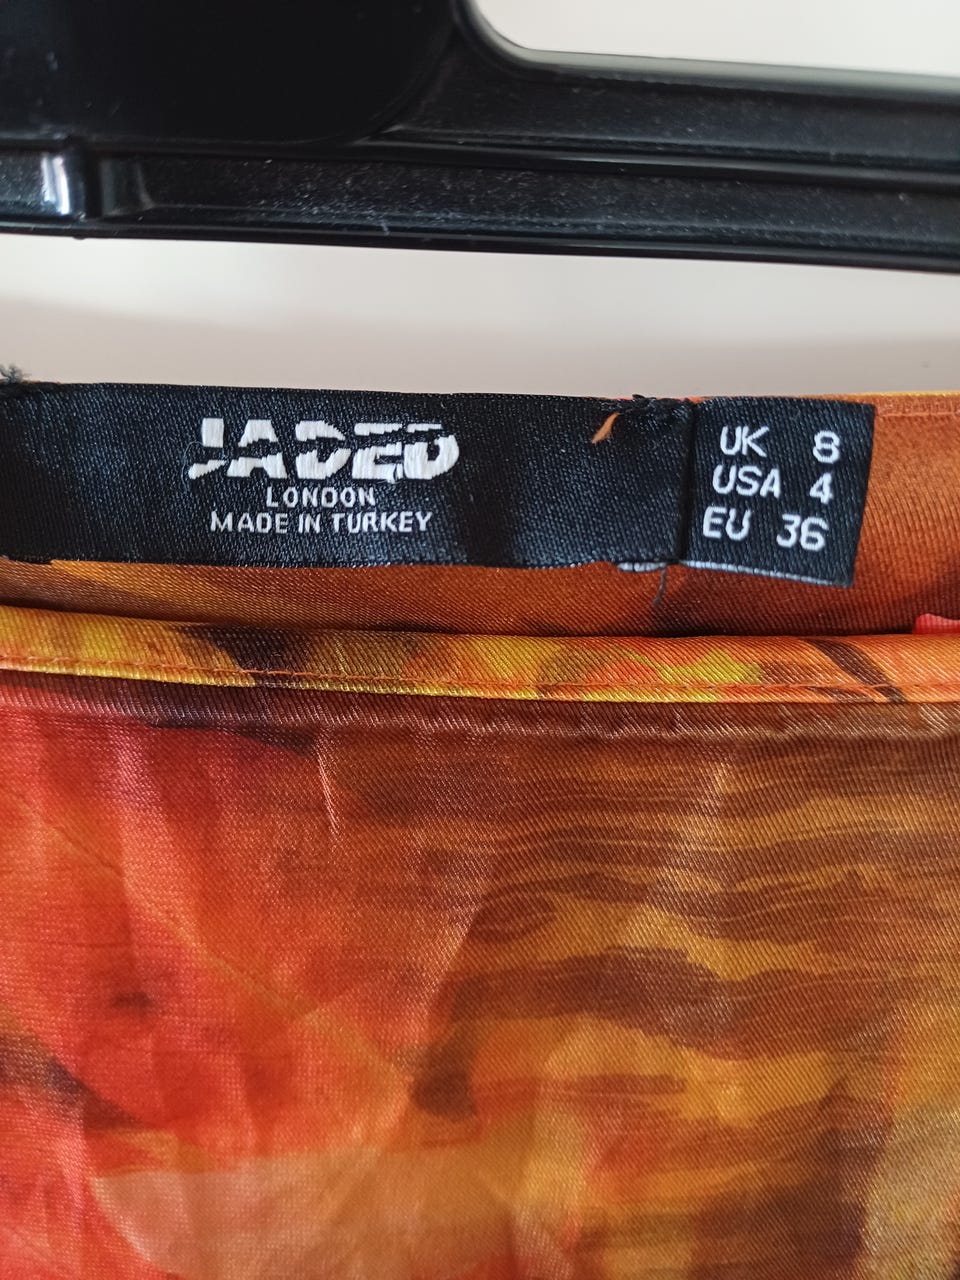 JADED
LONDON
MADE IN TURKEY
UK 8
USA 4
EU 36